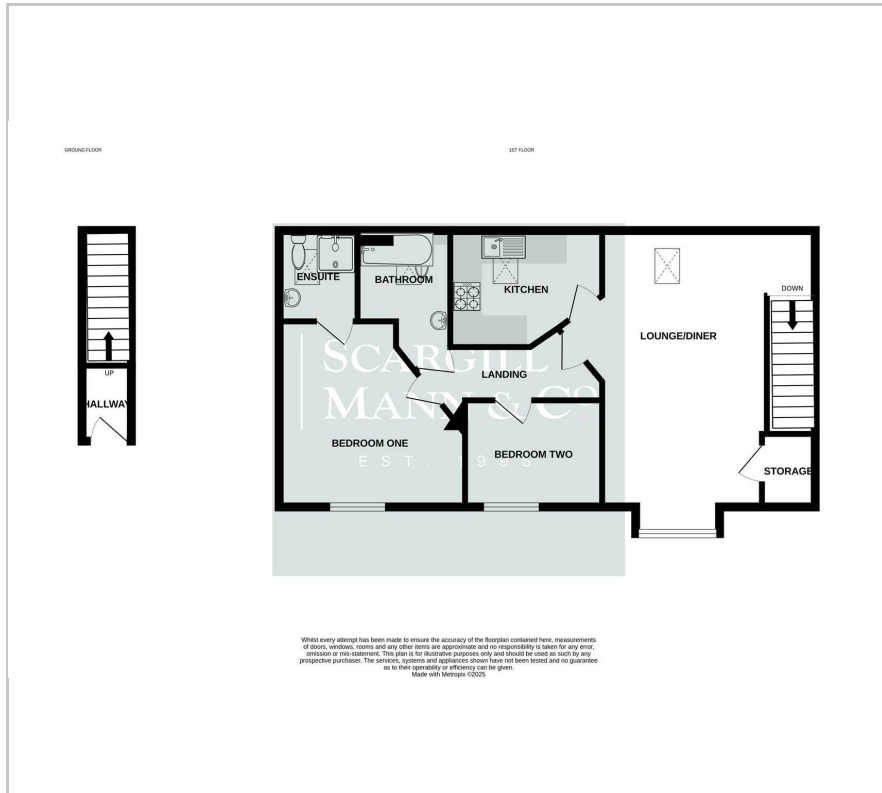 GROUND FLOOR
1ST FLOOR
ENSUITE
BATHROOM
KITCHEN
DOWN
LOUNGE/DINER
UP
HALLWAY
SCARGILL
LANDING
MANN & Co
BEDROOM ONE
BEDROOM TWO
EST. 1995
STORAGE
Whilst every attempt has been made to ensure the accuracy of the floorplan contained here, measurements
of doors, windows, rooms and any other items are approximate and no responsibility is taken for any error,
omission or mis-statement. This plan is for illustrative purposes only and should be used as such by any
prospective purchaser. The services, systems and appliances shown have not been tested and no guarantee
as to their operability or efficiency can be given.
Made with Metropix ©2025